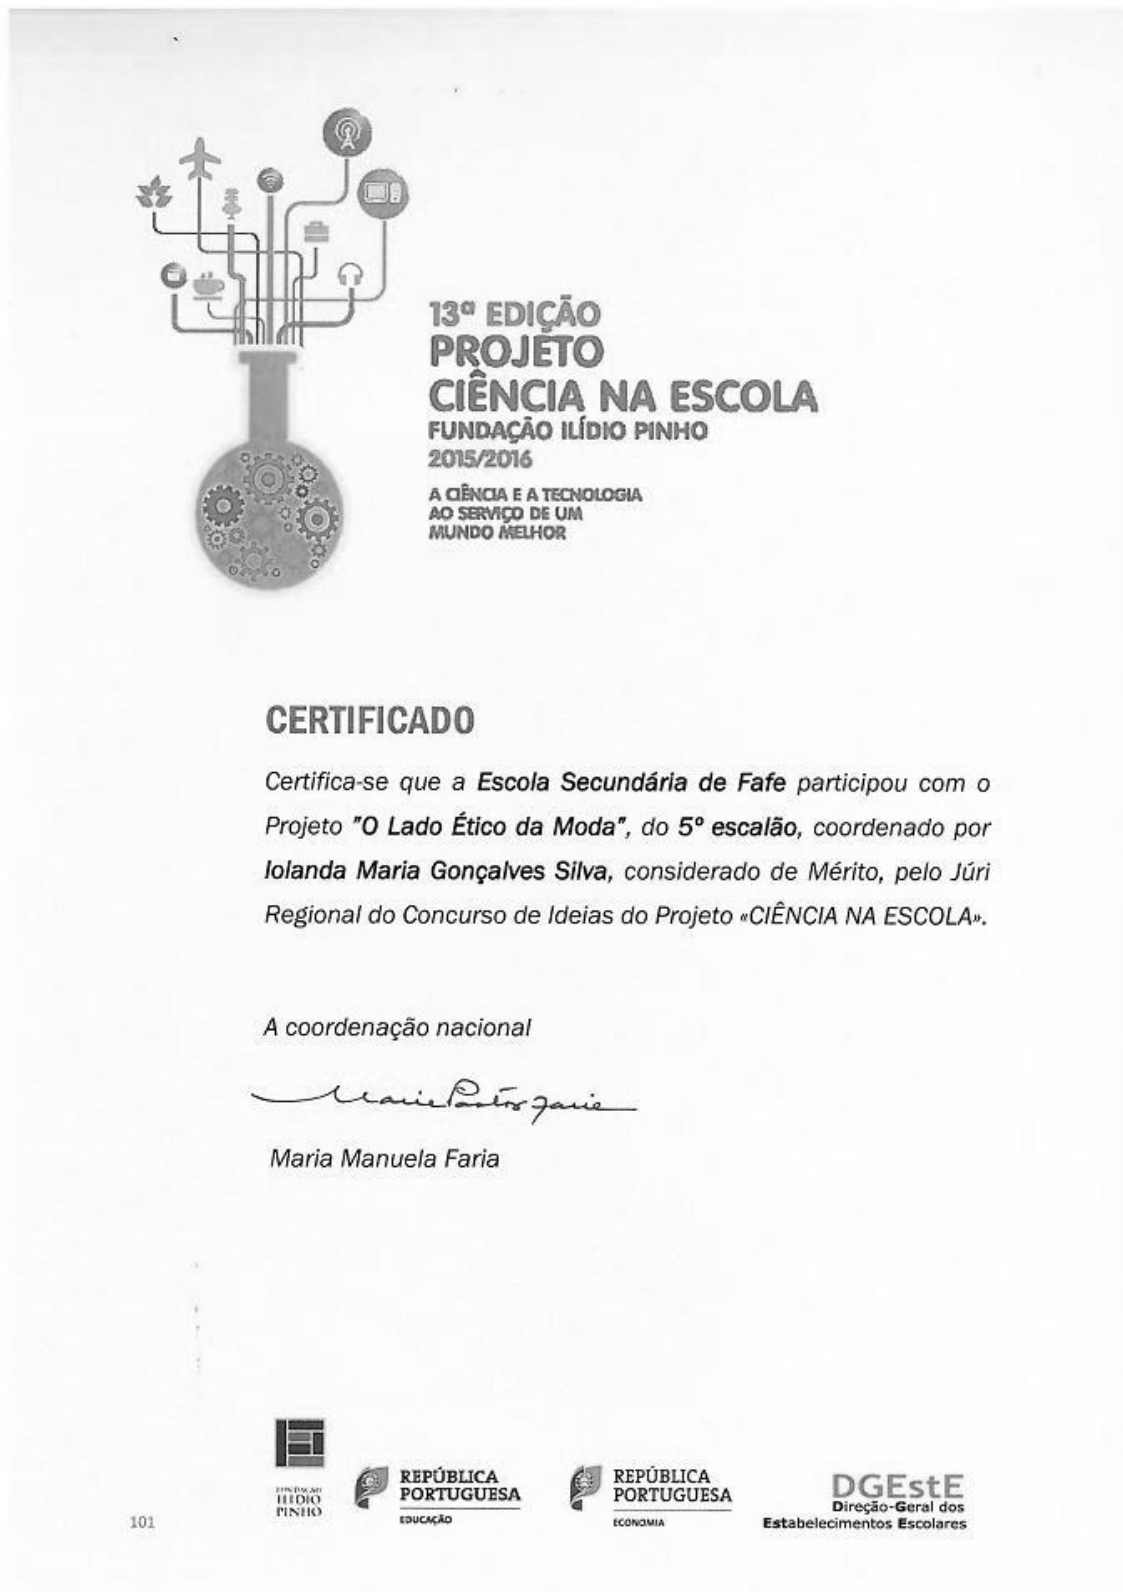 13ª EDIÇÃO
PROJETO
CIÊNCIA NA ESCOLA
FUNDAÇÃO ILÍDIO PINHO
2015/2016
A CIÊNCIA E A TECNOLOGIA
AO SERVIÇO DE UM
MUNDO MELHOR
CERTIFICADO
Certifica-se que a Escola Secundária de Fafe participou com o
Projeto "O Lado Ético da Moda", do 5º escalão, coordenado por
Iolanda Maria Gonçalves Silva, considerado de Mérito, pelo Júri
Regional do Concurso de Ideias do Projeto «CIÊNCIA NA ESCOLA».
A coordenação nacional
Maria Manuela Faria
FUNDAÇÃO
ILÍDIO
PINHO
REPÚBLICA
PORTUGUESA
EDUCAÇÃO
REPÚBLICA
PORTUGUESA
ECONOMIA
DGEstE
Direção-Geral dos
Estabelecimentos Escolares
101